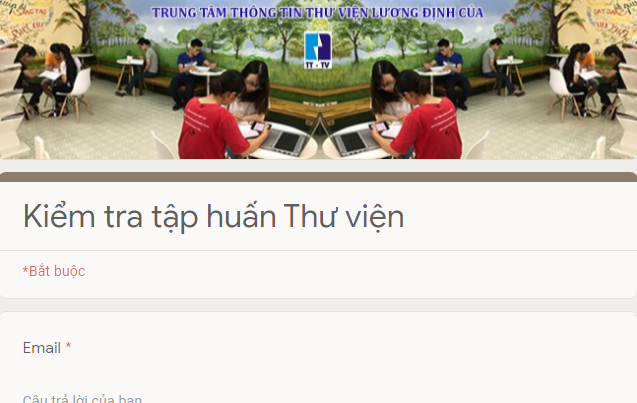 TRUNG TÂM THÔNG TIN THƯ VIỆN LƯƠNG ĐỊNH CỦA
TT - TV
Kiểm tra tập huấn Thư viện
*Bắt buộc
Email *
Câu trả lời của bạn